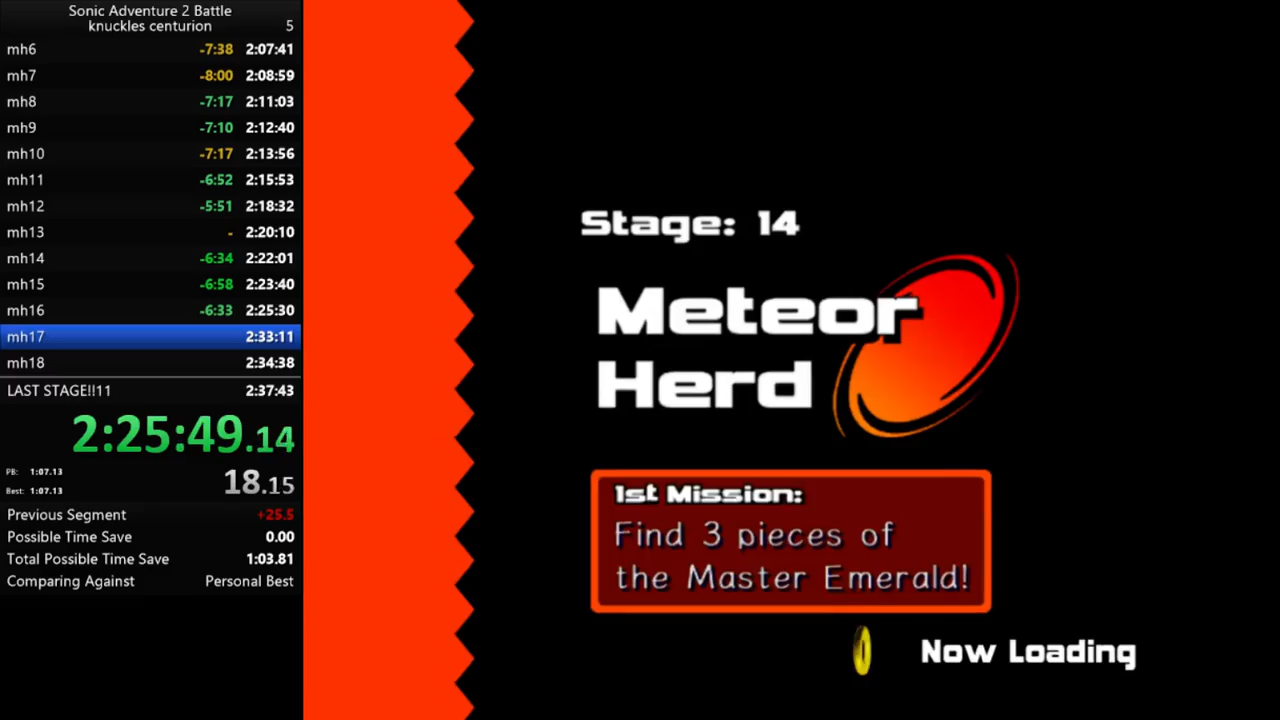 Sonic Adventure 2 Battle
knuckles centurion 5
mh6 -7:38 2:07:41
mh7 -8:00 2:08:59
mh8 -7:17 2:11:03
mh9 -7:10 2:12:40
mh10 -7:17 2:13:56
mh11 -6:52 2:15:53
mh12 -5:51 2:18:32
mh13 - 2:20:10
mh14 -6:34 2:22:01
mh15 -6:58 2:23:40
mh16 -6:33 2:25:30
mh17 2:33:11
mh18 2:34:38
LAST STAGE!!11 2:37:43
2:25:49.14
PB: 1:07.13
Best: 1:07.13
18.15
Previous Segment +25.5
Possible Time Save 0.00
Total Possible Time Save 1:03.81
Comparing Against Personal Best
Stage: 14
Meteor
Herd
1st Mission:
Find 3 pieces of
the Master Emerald!
Now Loading